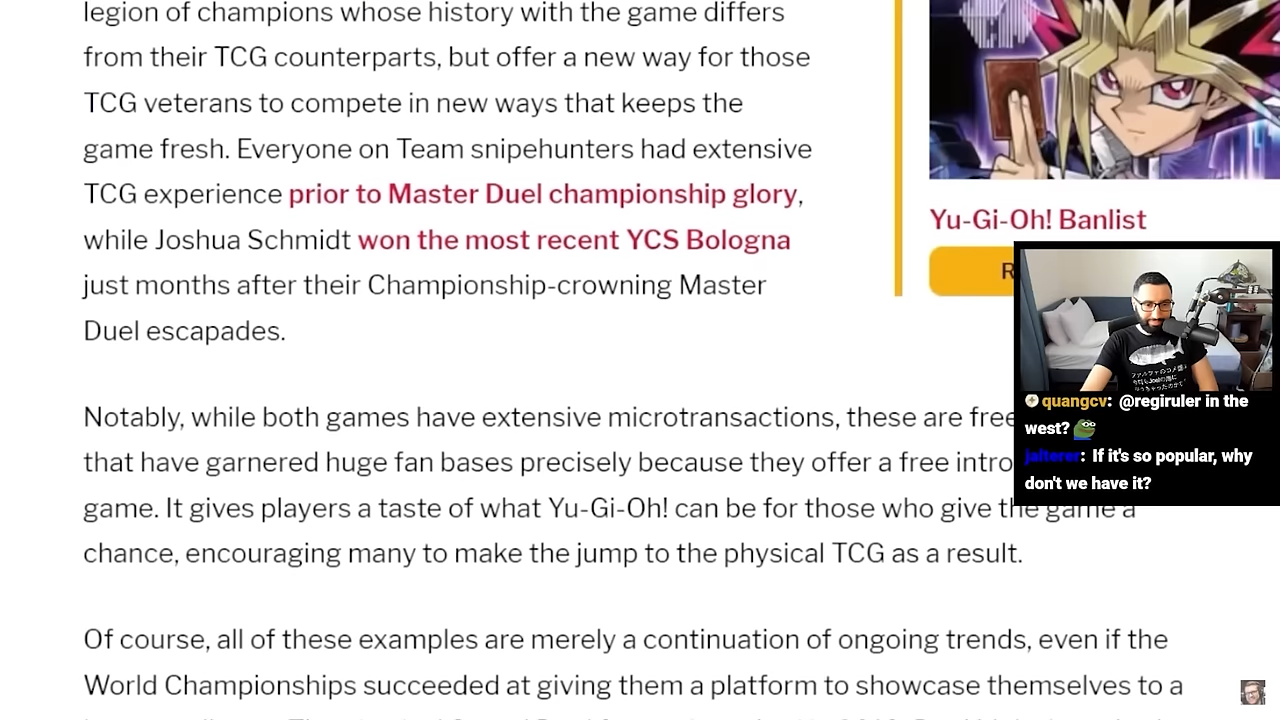 legion of champions whose history with the game differs
from their TCG counterparts, but offer a new way for those
TCG veterans to compete in new ways that keeps the
game fresh. Everyone on Team snipehunters had extensive
TCG experience prior to Master Duel championship glory,
while Joshua Schmidt won the most recent YCS Bologna
just months after their Championship-crowning Master
Duel escapades.
Yu-Gi-Oh! Banlist
R
Notably, while both games have extensive microtransactions, these are free
that have garnered huge fan bases precisely because they offer a free intro
game. It gives players a taste of what Yu-Gi-Oh! can be for those who give the game a
chance, encouraging many to make the jump to the physical TCG as a result.
Of course, all of these examples are merely a continuation of ongoing trends, even if the
World Championships succeeded at giving them a platform to showcase themselves to a
quangcv: @regiruler in the
west?
jalterer: If it's so popular, why
don't we have it?